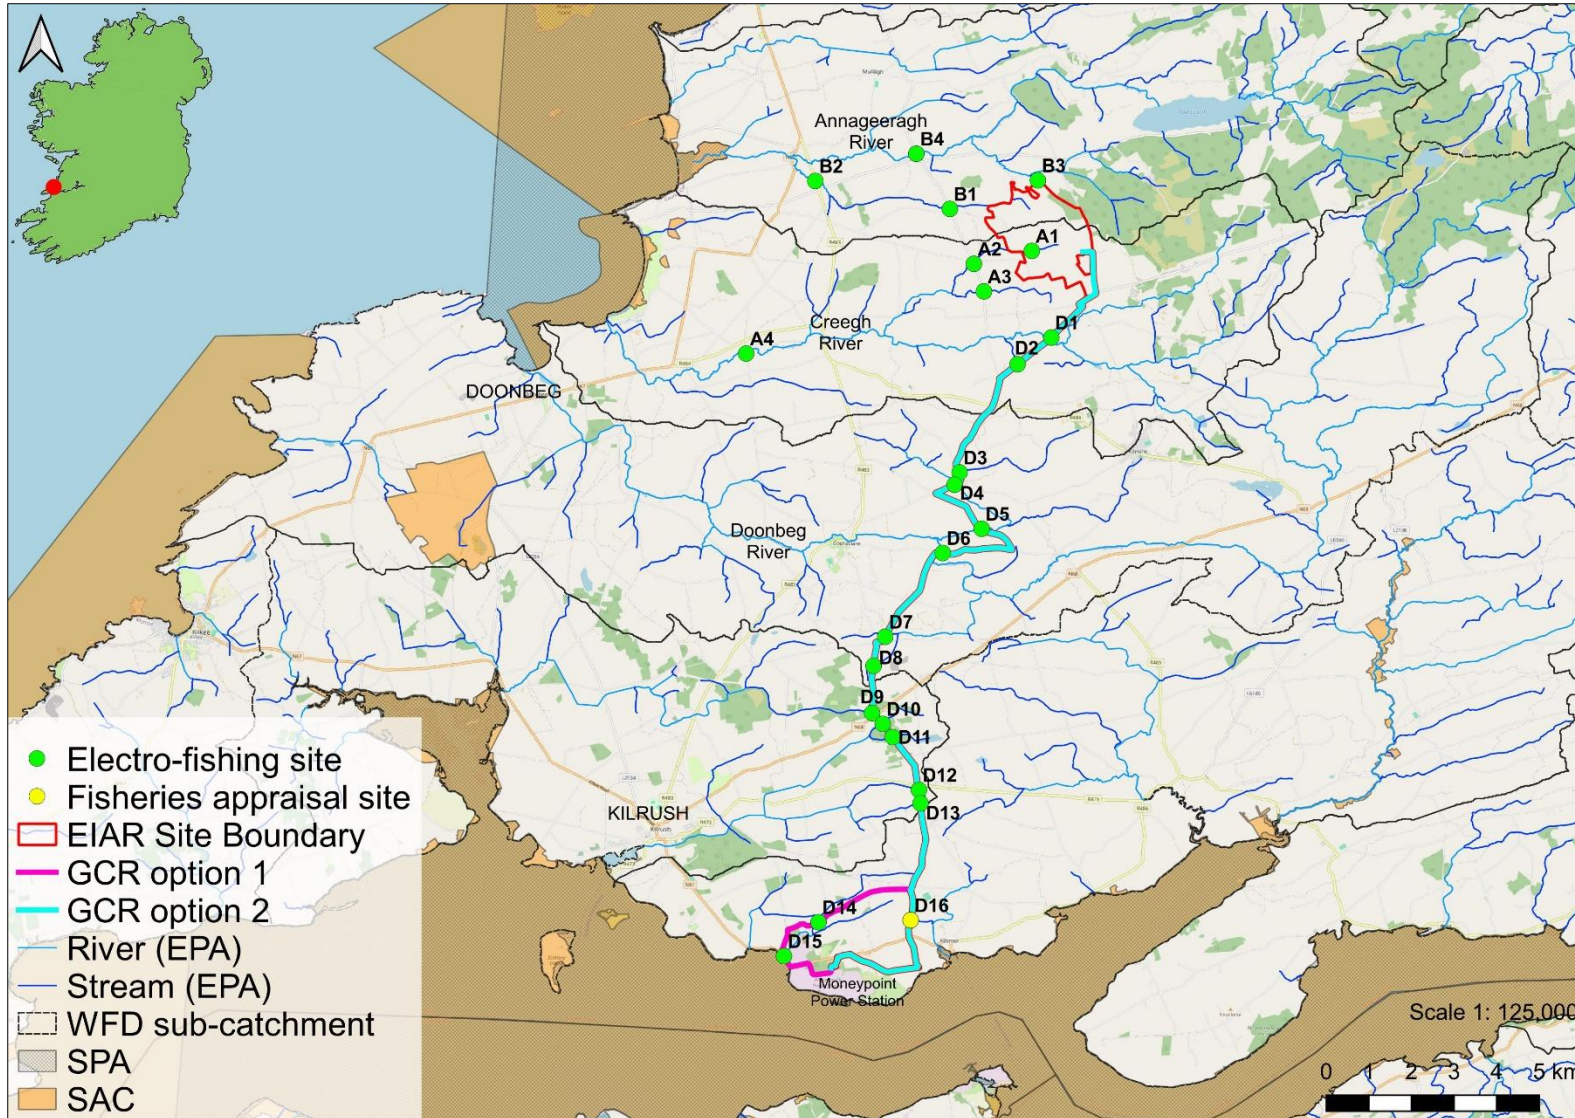 Mullagh
Annageeragh
River
B4
B3
B2
B1
A1
A2
A3
Creegh
River
A4
D1
D2
DOONBEG
D3
D4
D5
Doonbeg
River
D6
Kilkee
D7
D8
D9
D10
D11
D12
D13
KILRUSH
Kilrush
D14
D16
D15
Moneypoint
Power Station
Electro-fishing site
Fisheries appraisal site
EIAR Site Boundary
GCR option 1
GCR option 2
River (EPA)
Stream (EPA)
WFD sub-catchment
SPA
SAC
Scale 1: 125,000
0 1 2 3 4 5 km